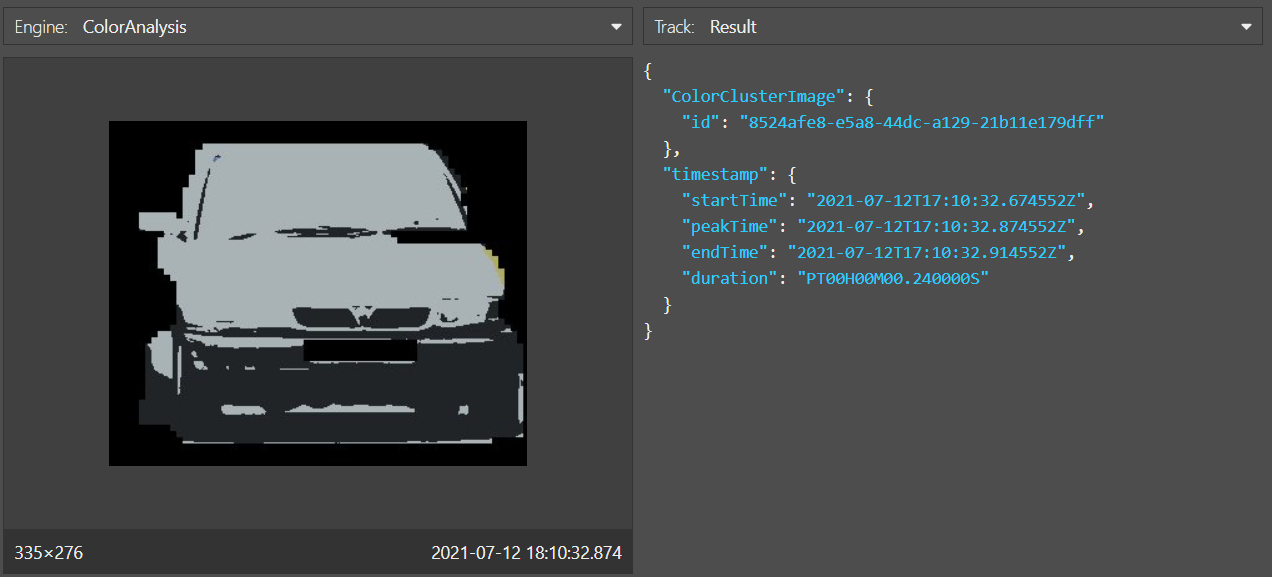 Engine: ColorAnalysis
Track: Result
{
"ColorClusterImage": {
"id": "8524afe8-e5a8-44dc-a129-21b11e179dff"
},
"timestamp": {
"startTime": "2021-07-12T17:10:32.674552Z",
"peakTime": "2021-07-12T17:10:32.874552Z",
"endTime": "2021-07-12T17:10:32.914552Z",
"duration": "PT00H00M00.240000S"
}
}
335×276
2021-07-12 18:10:32.874